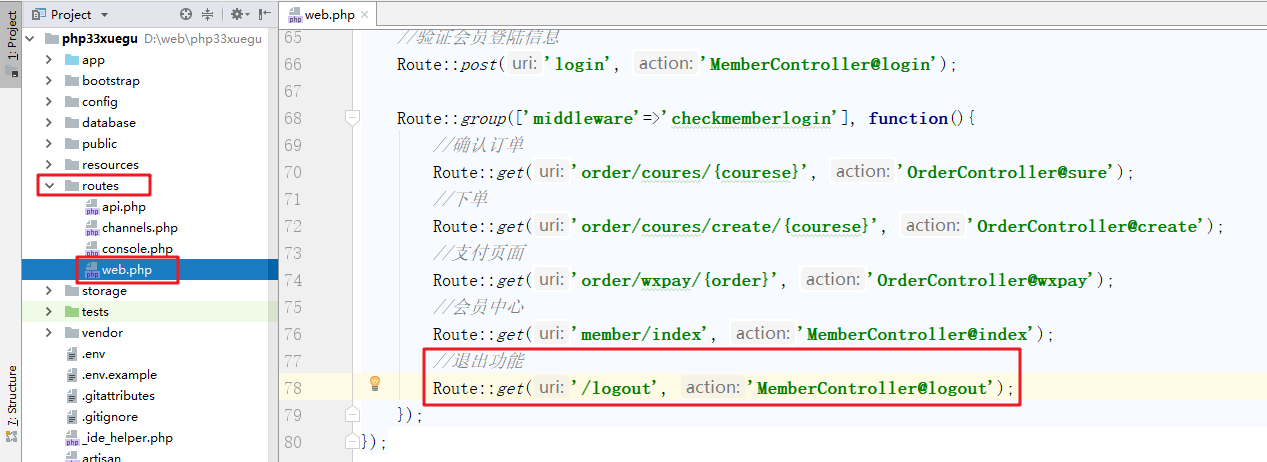 1: Project
7: Structure
Project
php33xuegu D:\web\php33xuegu
app
bootstrap
config
database
public
resources
routes
api.php
channels.php
console.php
web.php
storage
tests
vendor
.env
.env.example
.gitattributes
.gitignore
_ide_helper.php
artisan
web.php
65 //验证会员登陆信息
66 Route::post( uri: 'login', action: 'MemberController@login');
67
68 Route::group(['middleware'=>'checkmemberlogin'], function(){
69 //确认订单
70 Route::get( uri: 'order/coures/{courese}', action: 'OrderController@sure');
71 //下单
72 Route::get( uri: 'order/coures/create/{courese}', action: 'OrderController@create');
73 //支付页面
74 Route::get( uri: 'order/wxpay/{order}', action: 'OrderController@wxpay');
75 //会员中心
76 Route::get( uri: 'member/index', action: 'MemberController@index');
77 //退出功能
78 Route::get( uri: '/logout', action: 'MemberController@logout');
79 });
80 });